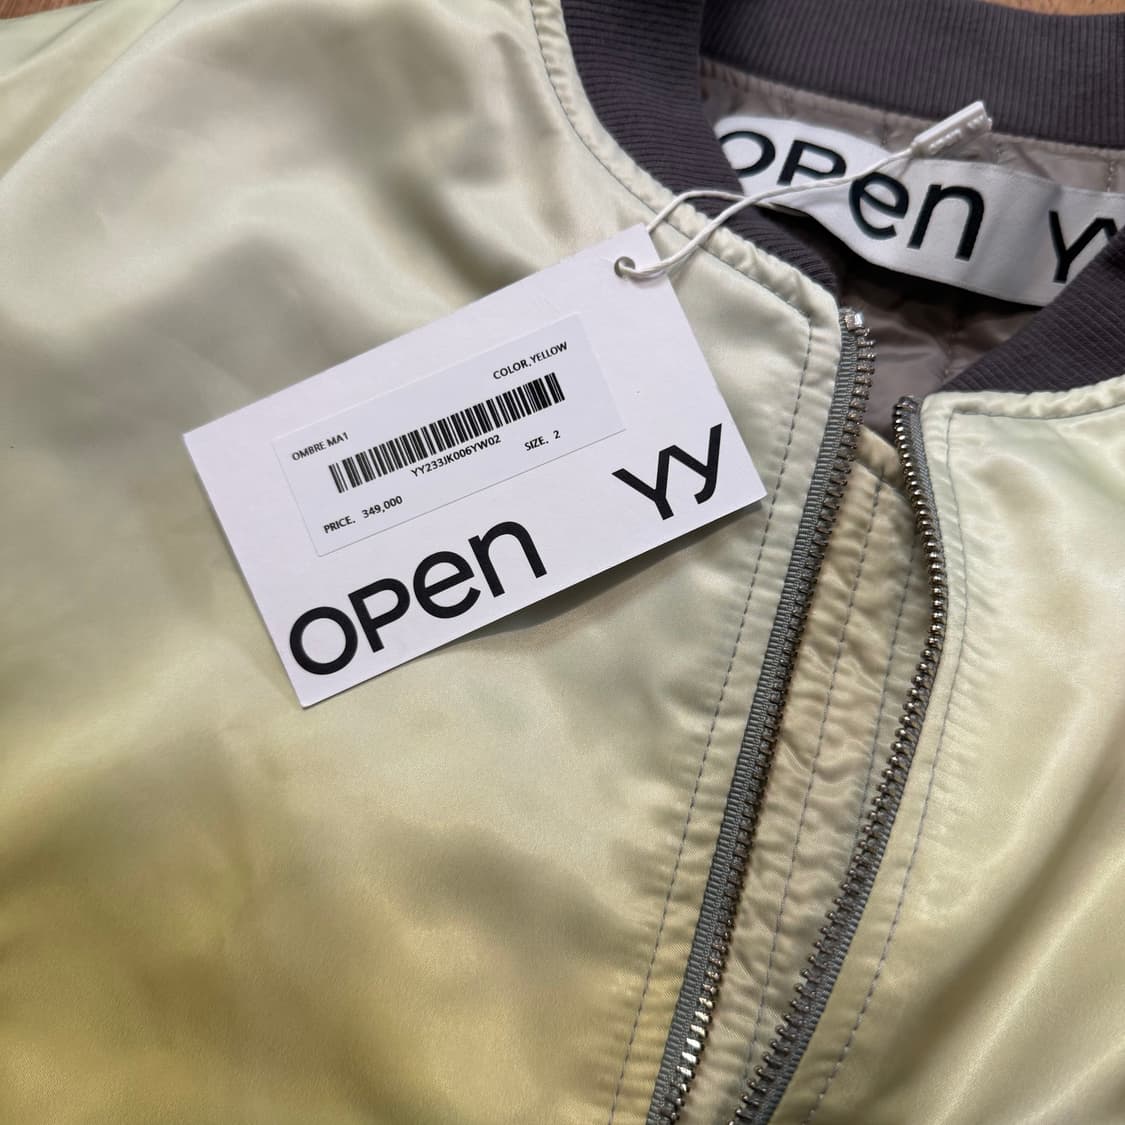 OPen YY
COLOR. YELLOW
OMBRE MA1
YY233JK006YW02
SIZE. 2
PRICE. 349,000
OPen YY